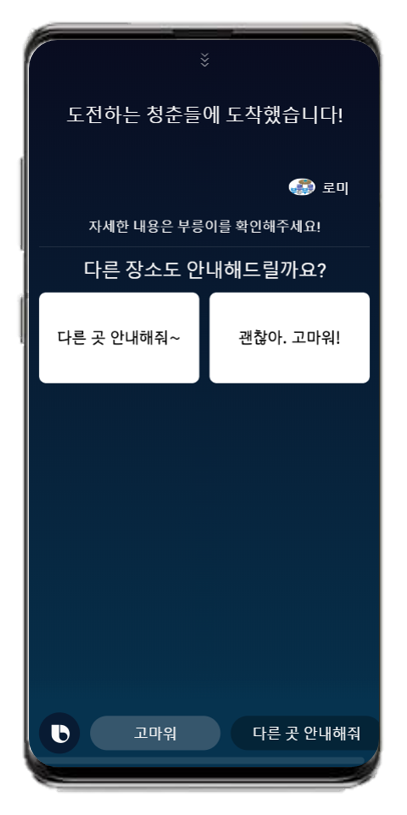 도전하는 청춘들에 도착했습니다!
로미
자세한 내용은 부릉이를 확인해주세요!
다른 장소도 안내해드릴까요?
다른 곳 안내해줘~
괜찮아. 고마워!
고마워
다른 곳 안내해줘